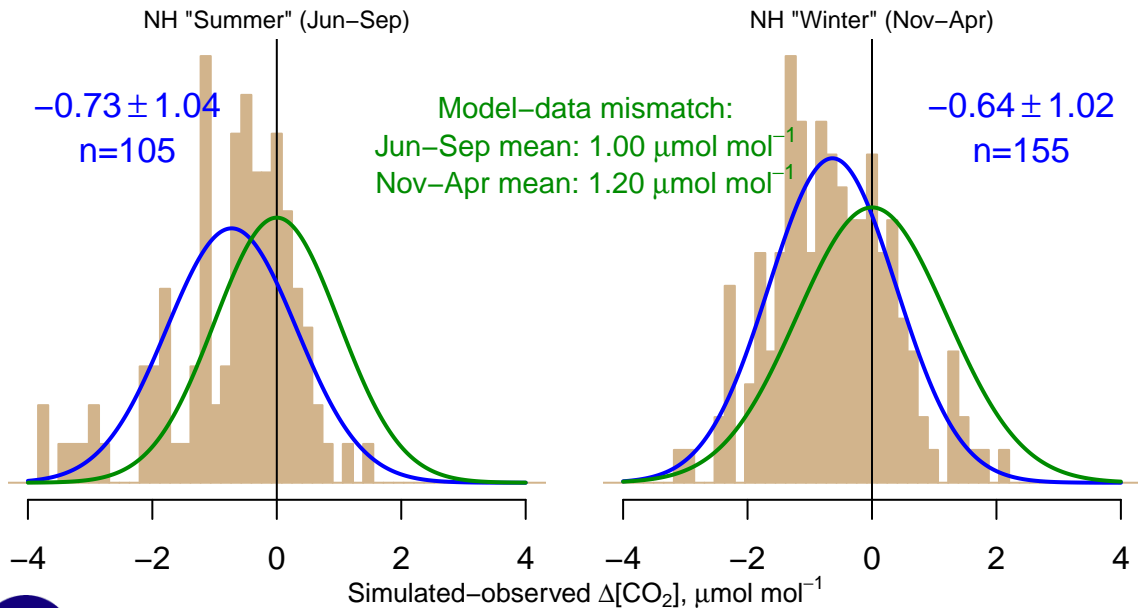 NH "Summer" (Jun−Sep)
−0.73 ± 1.04
n=105
Model−data mismatch:
Jun−Sep mean: 1.00 μmol mol⁻¹
Nov−Apr mean: 1.20 μmol mol⁻¹
NH "Winter" (Nov−Apr)
−0.64 ± 1.02
n=155
−4 −2 0 2 4
−4 −2 0 2 4
Simulated−observed Δ[CO₂], μmol mol⁻¹